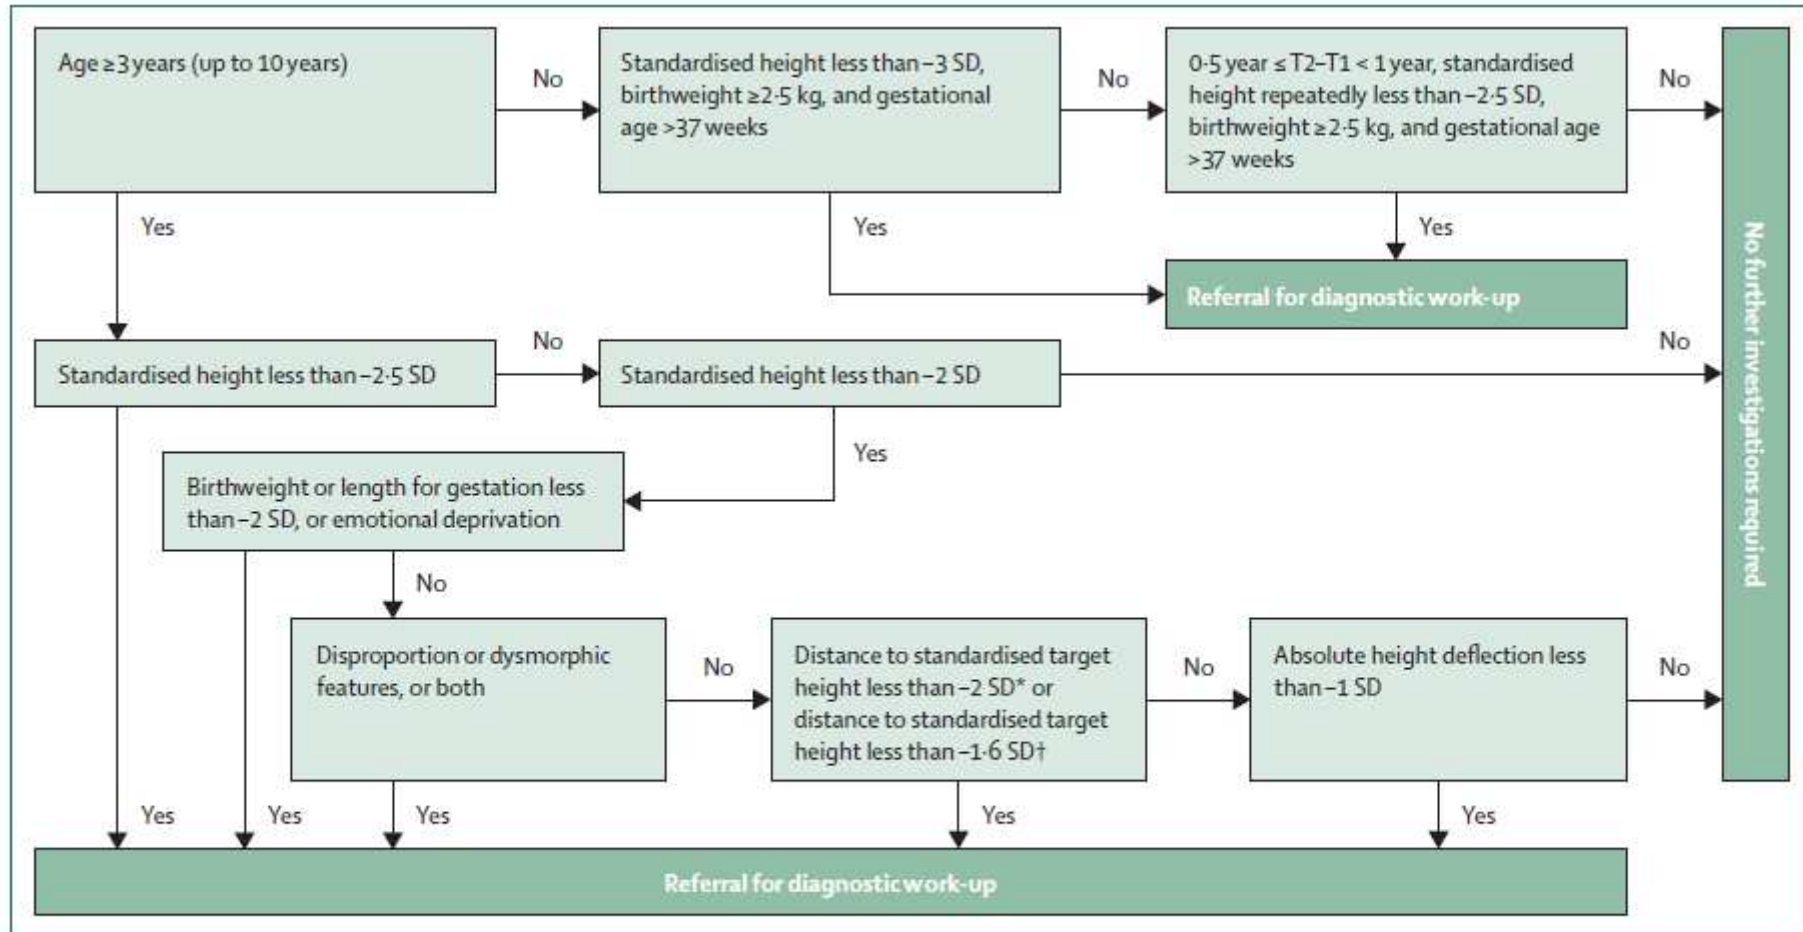 Age ≥3 years (up to 10 years)
No
Standardised height less than –3 SD,
birthweight ≥2·5 kg, and gestational
age >37 weeks
No
0·5 year ≤ T2–T1 < 1 year, standardised
height repeatedly less than –2·5 SD,
birthweight ≥2·5 kg, and gestational age
>37 weeks
No
Yes
Yes
Yes
Referral for diagnostic work-up
No further investigations required
Standardised height less than –2·5 SD
No
Standardised height less than –2 SD
No
Yes
Birthweight or length for gestation less
than –2 SD, or emotional deprivation
No
Disproportion or dysmorphic
features, or both
No
Distance to standardised target
height less than –2 SD* or
distance to standardised target
height less than –1·6 SD†
No
Absolute height deflection less
than –1 SD
No
Yes
Yes
Yes
Yes
Yes
Referral for diagnostic work-up